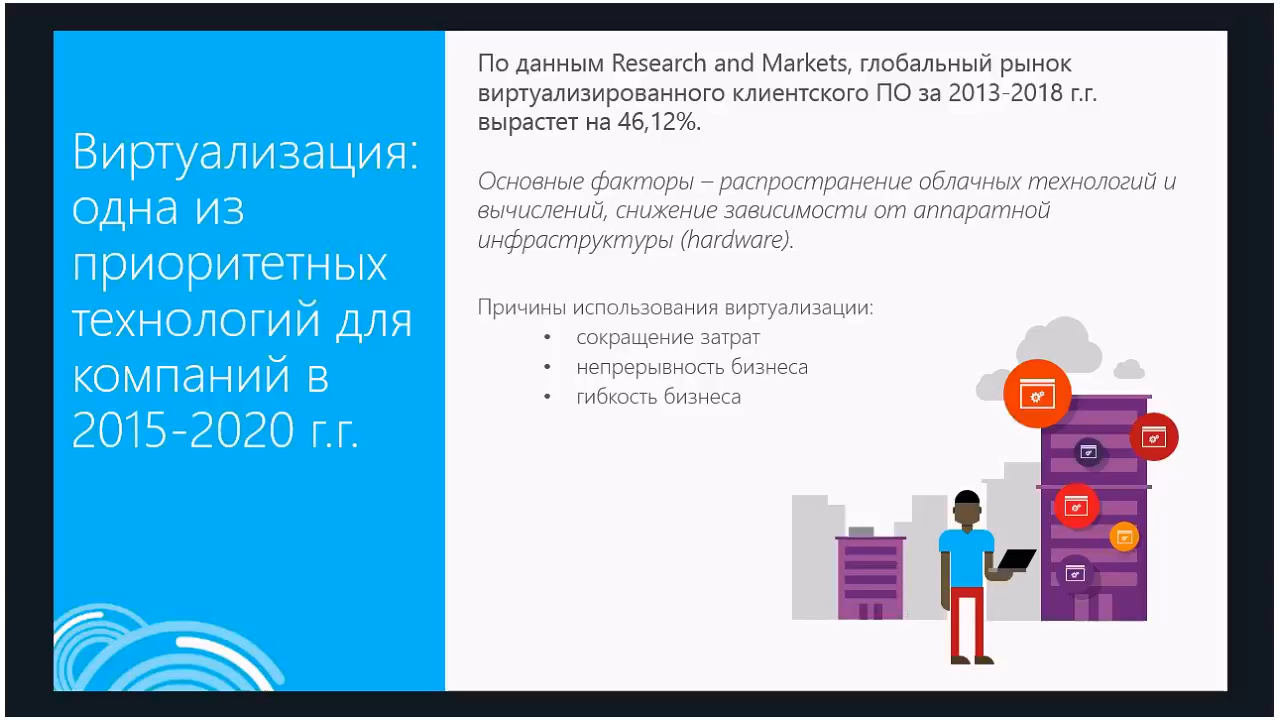 Виртуализация:
одна из
приоритетных
технологий для
компаний в
2015-2020 г.г.
По данным Research and Markets, глобальный рынок
виртуализированного клиентского ПО за 2013-2018 г.г.
вырастет на 46,12%.
Основные факторы – распространение облачных технологий и
вычислений, снижение зависимости от аппаратной
инфраструктуры (hardware).
Причины использования виртуализации:
• сокращение затрат
• непрерывность бизнеса
• гибкость бизнеса